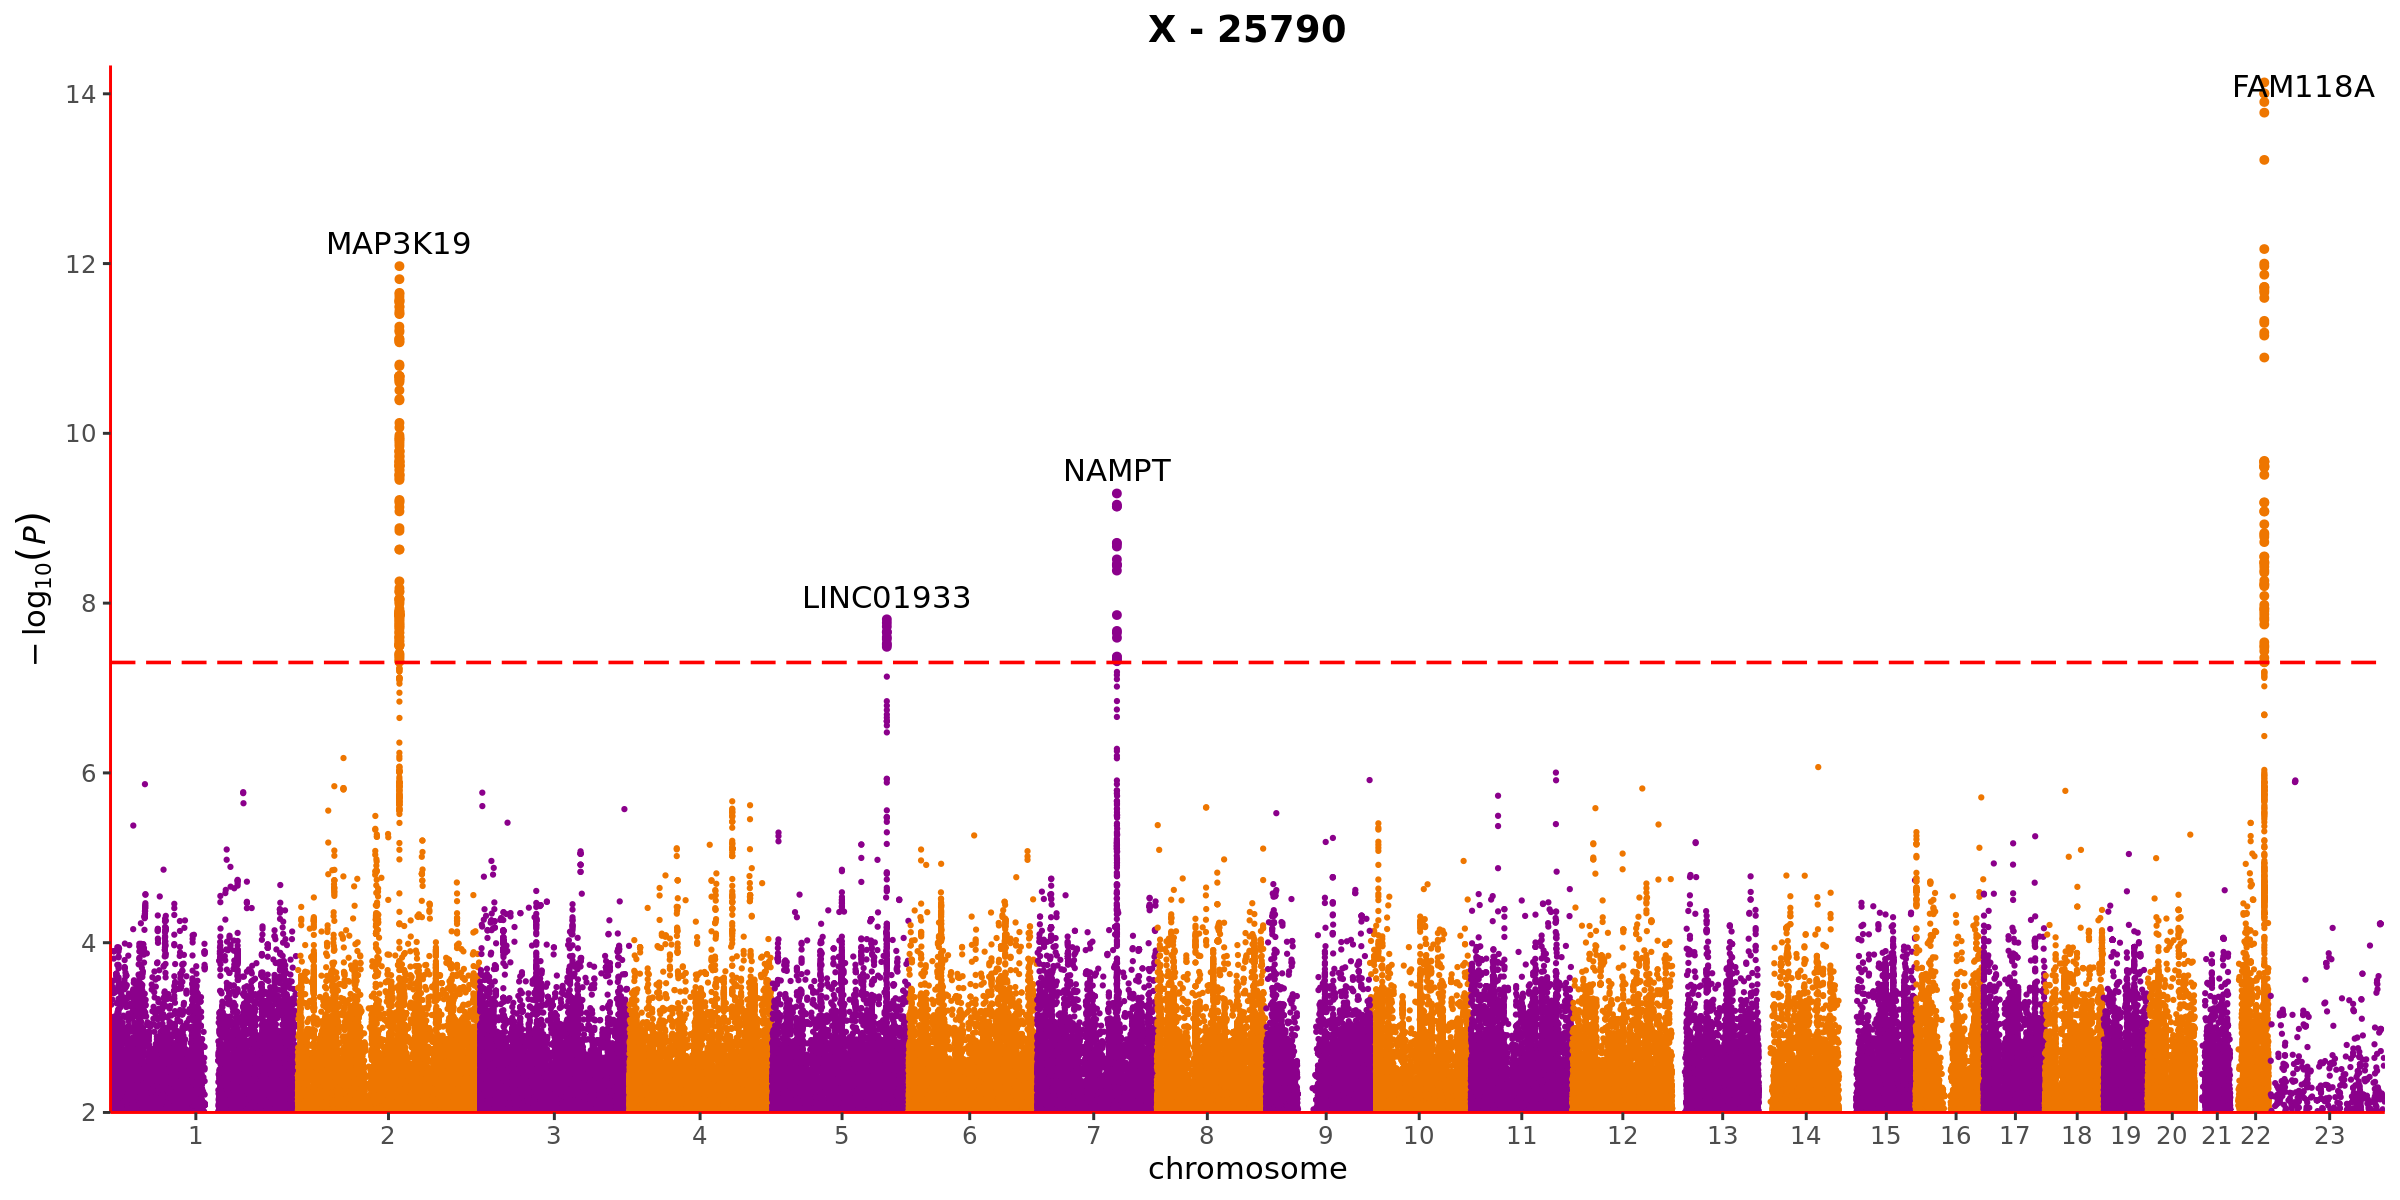 X - 25790
FAM118A
MAP3K19
NAMPT
LINC01933
14
12
10
8
6
4
2
− log10(P)
1 2 3 4 5 6 7 8 9 10 11 12 13 14 15 16 17 18 19 20 21 22 23
chromosome